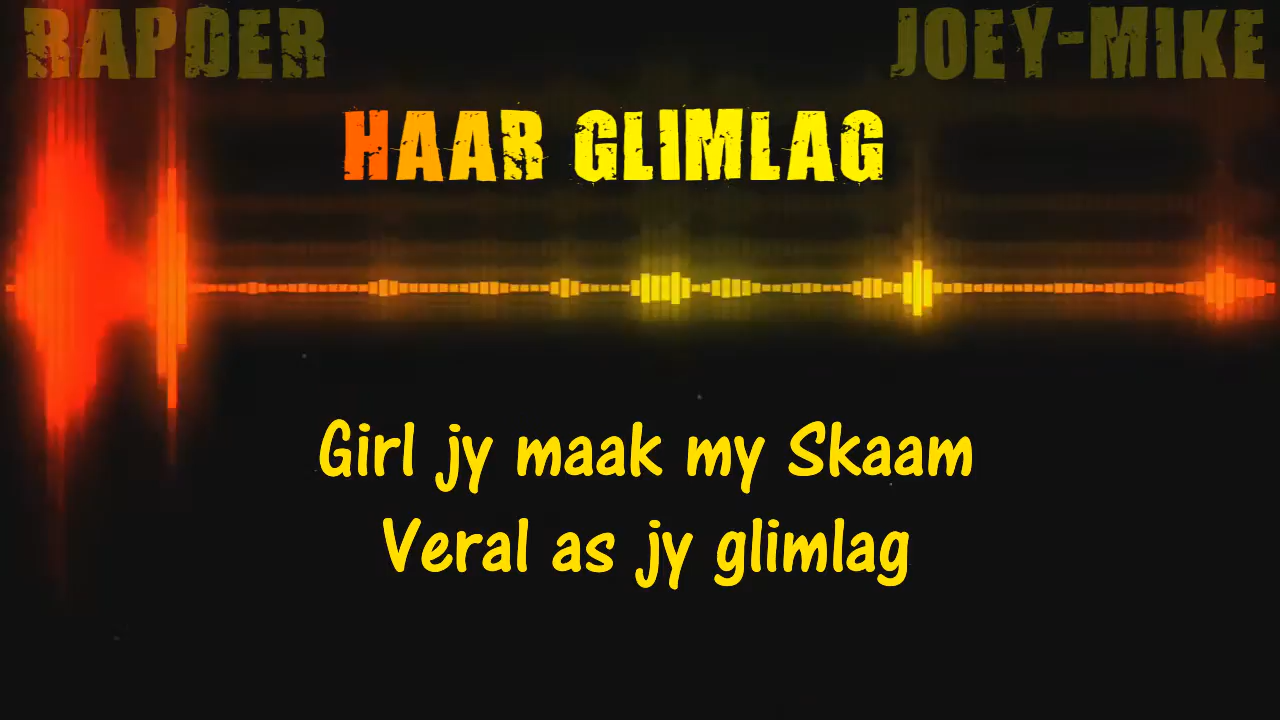 RAPDER
JOEY-MIKE
HAAR GLIMLAG
Girl jy maak my Skaam
Veral as jy glimlag